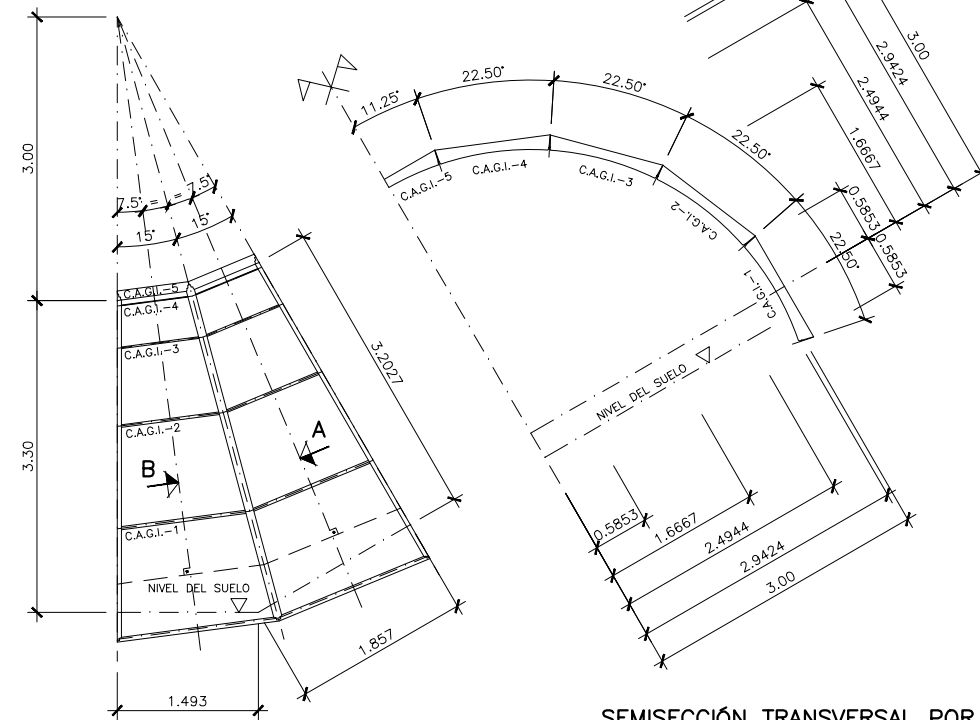 3.00
3.30
7.5°
=
=
7.5°
15°
15°
C.A.G.I.-5
C.A.G.I.-4
C.A.G.I.-3
C.A.G.I.-2
C.A.G.I.-1
B
A
NIVEL DEL SUELO
3.2027
1.857
1.493
11.25°
22.50°
22.50°
22.50°
22.50°
C.A.G.I.-5
C.A.G.I.-4
C.A.G.I.-3
C.A.G.I.-2
C.A.G.I.-1
NIVEL DEL SUELO
3.00
2.9424
2.4944
1.6667
0.5853
0.5853
0.5853
1.6667
2.4944
2.9424
3.00
SEMISECCIÓN TRANSVERSAL POR